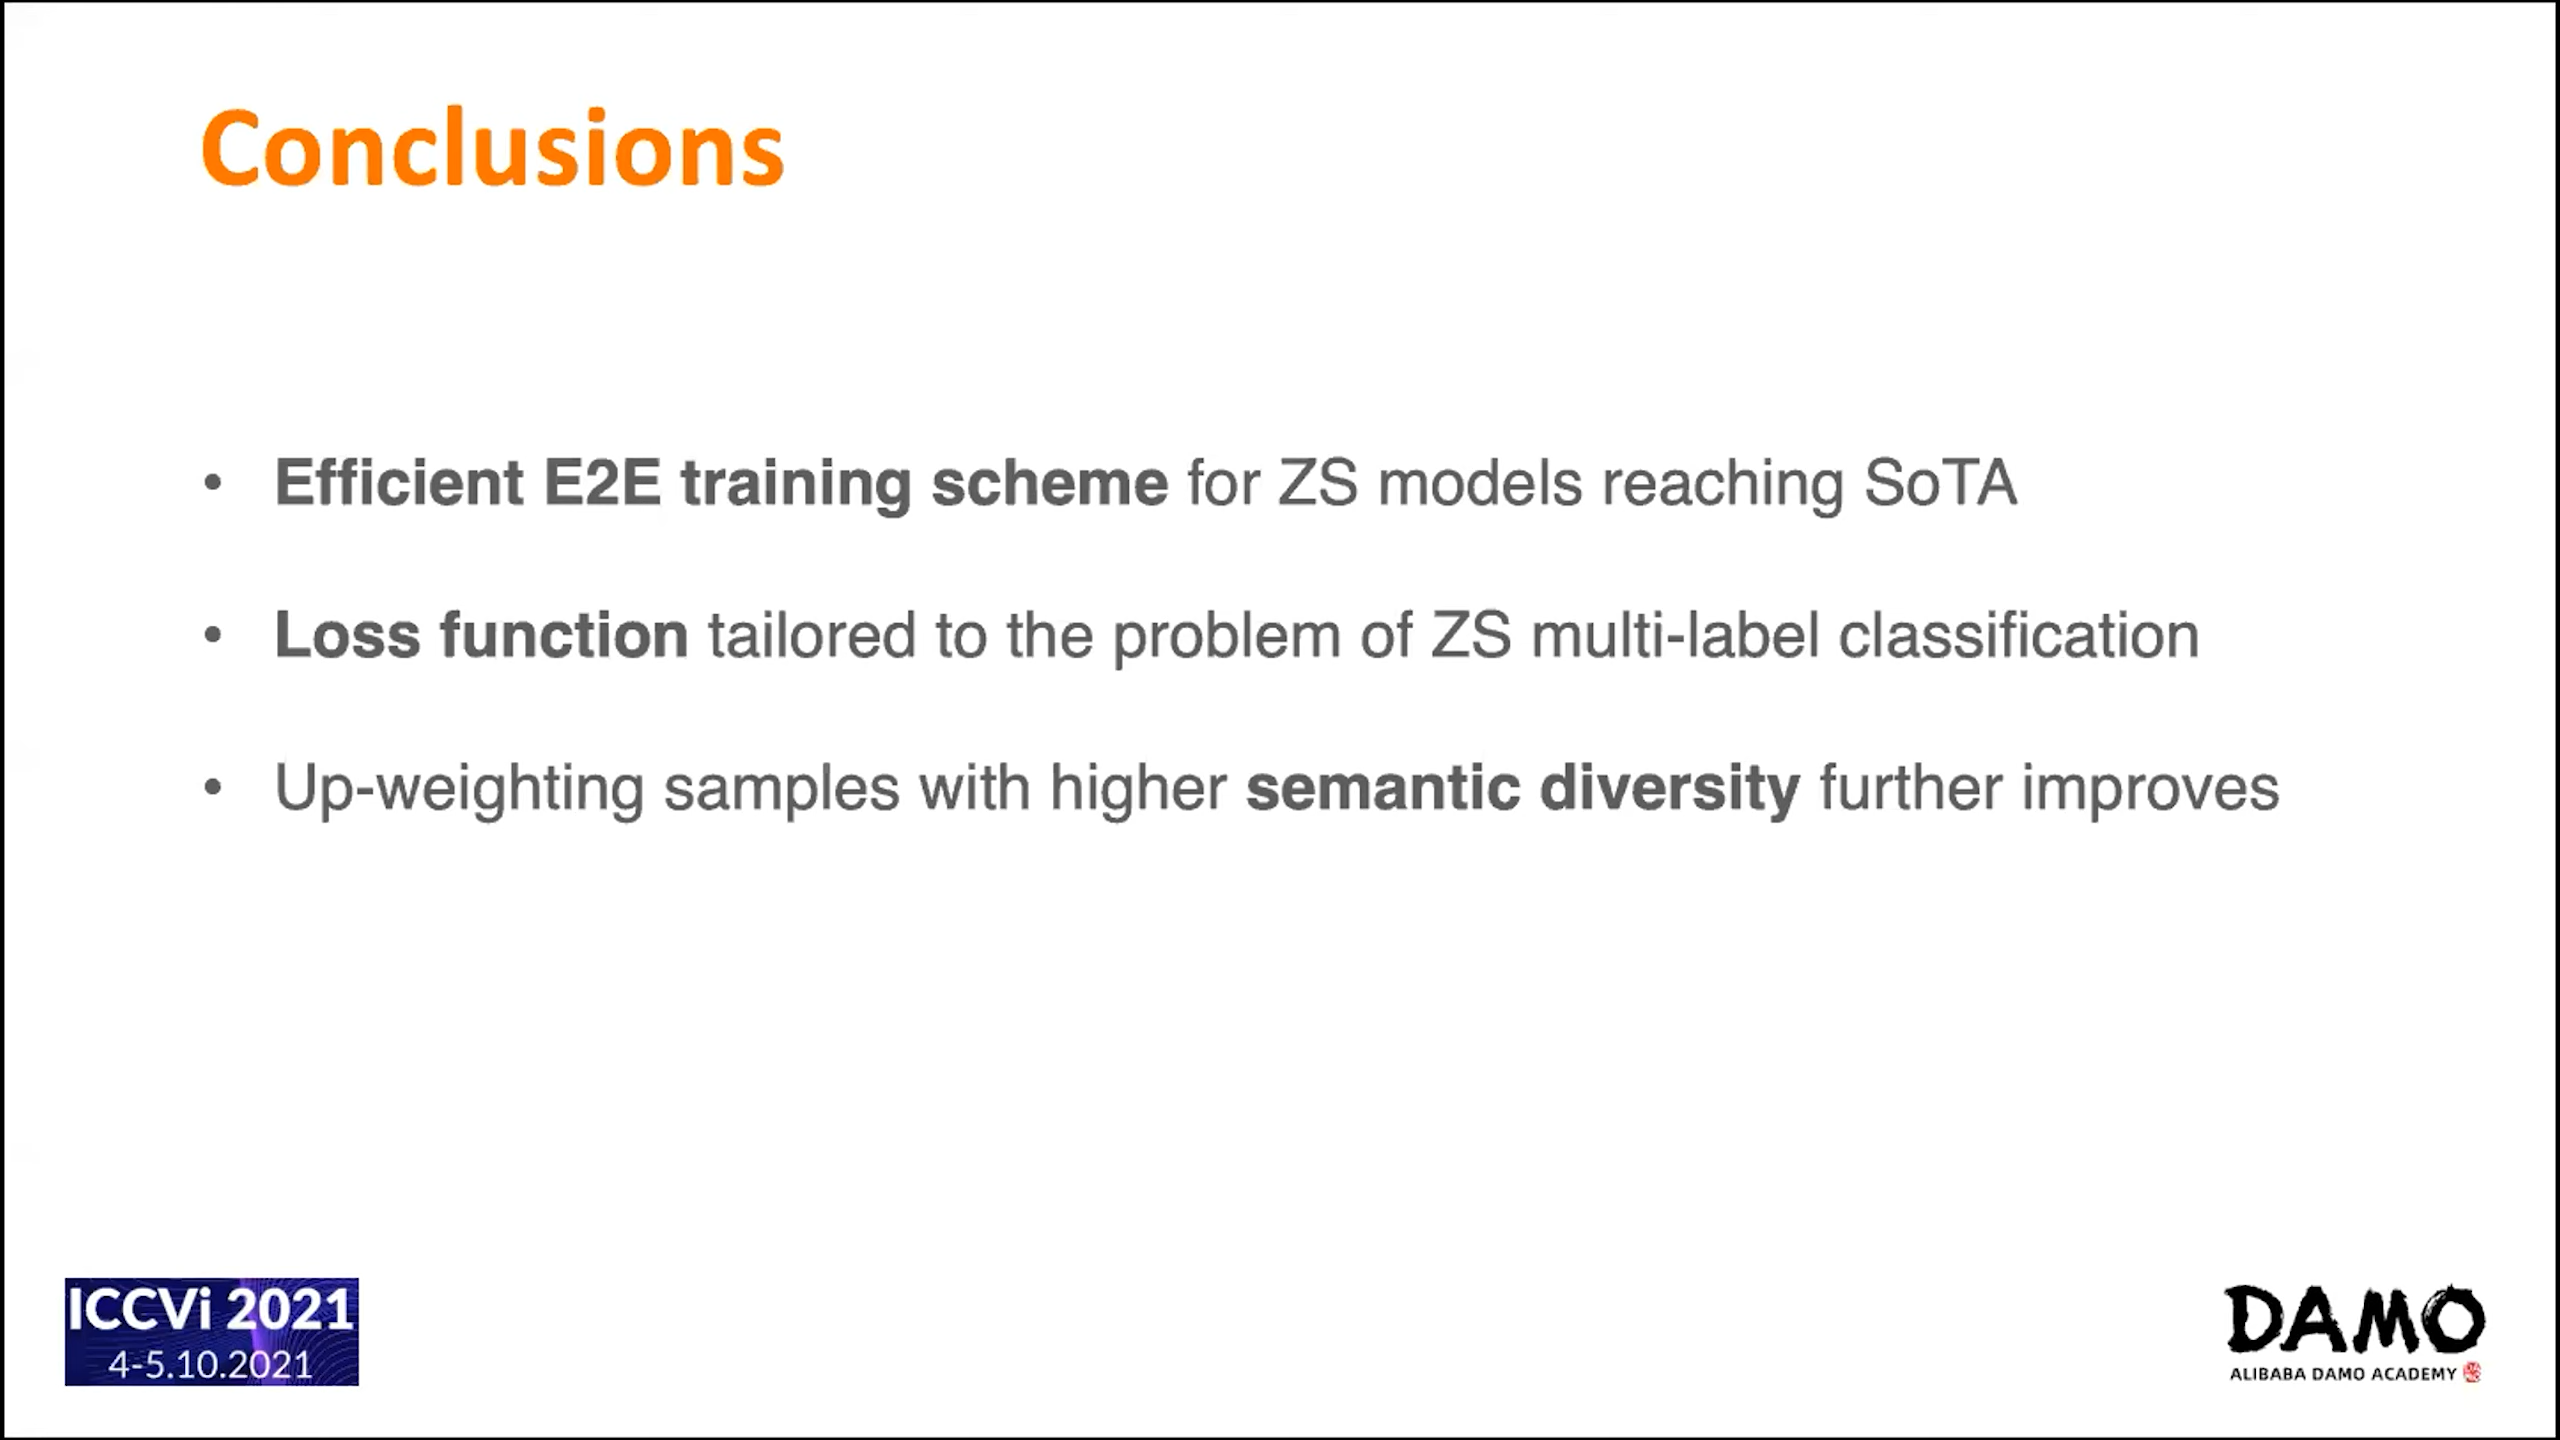 Conclusions
• Efficient E2E training scheme for ZS models reaching SoTA
• Loss function tailored to the problem of ZS multi-label classification
• Up-weighting samples with higher semantic diversity further improves
ICCVi 2021
4-5.10.2021
DAMO
ALIBABA DAMO ACADEMY